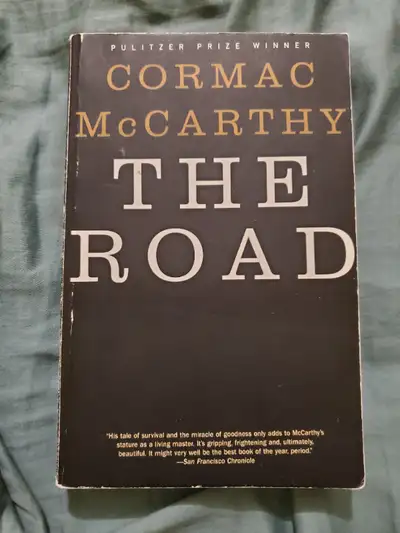 PULITZER PRIZE WINNER
CORMAC
McCARTHY
THE
ROAD
"His tale of survival and the miracle of goodness only adds to McCarthy's
stature as a living master. It's gripping, frightening and, ultimately,
beautiful. It might very well be the best book of the year, period."
—San Francisco Chronicle